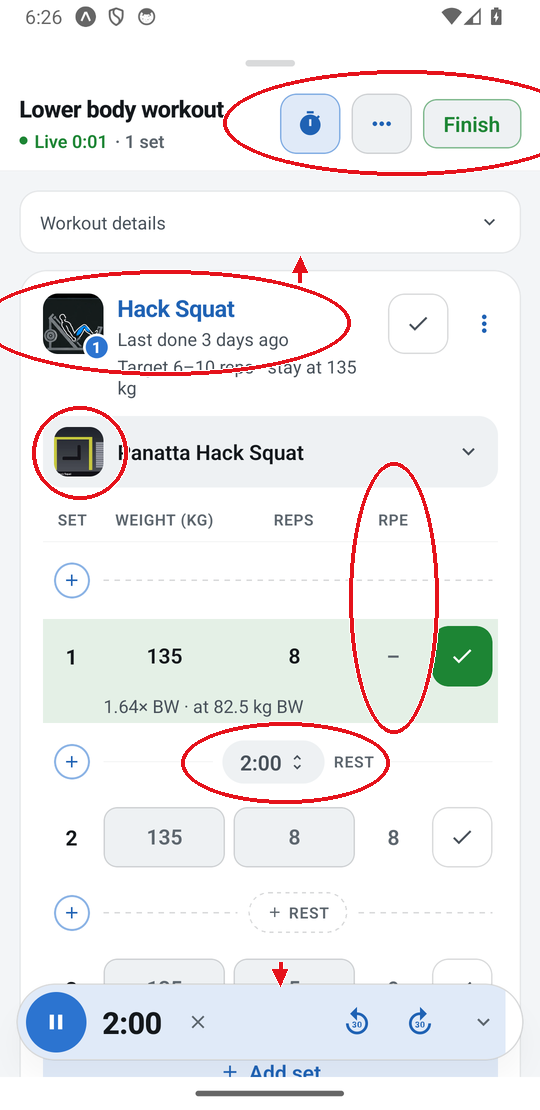 6:26
Lower body workout
Live 0:01 · 1 set
Finish
Workout details
Hack Squat
1
Last done 3 days ago
Target 6–10 reps · stay at 135
kg
Panatta Hack Squat
SET WEIGHT (KG) REPS RPE
1 135 8 –
1.64× BW · at 82.5 kg BW
2:00 REST
2 135 8 8
+ REST
2:00 30 30
+ Add set